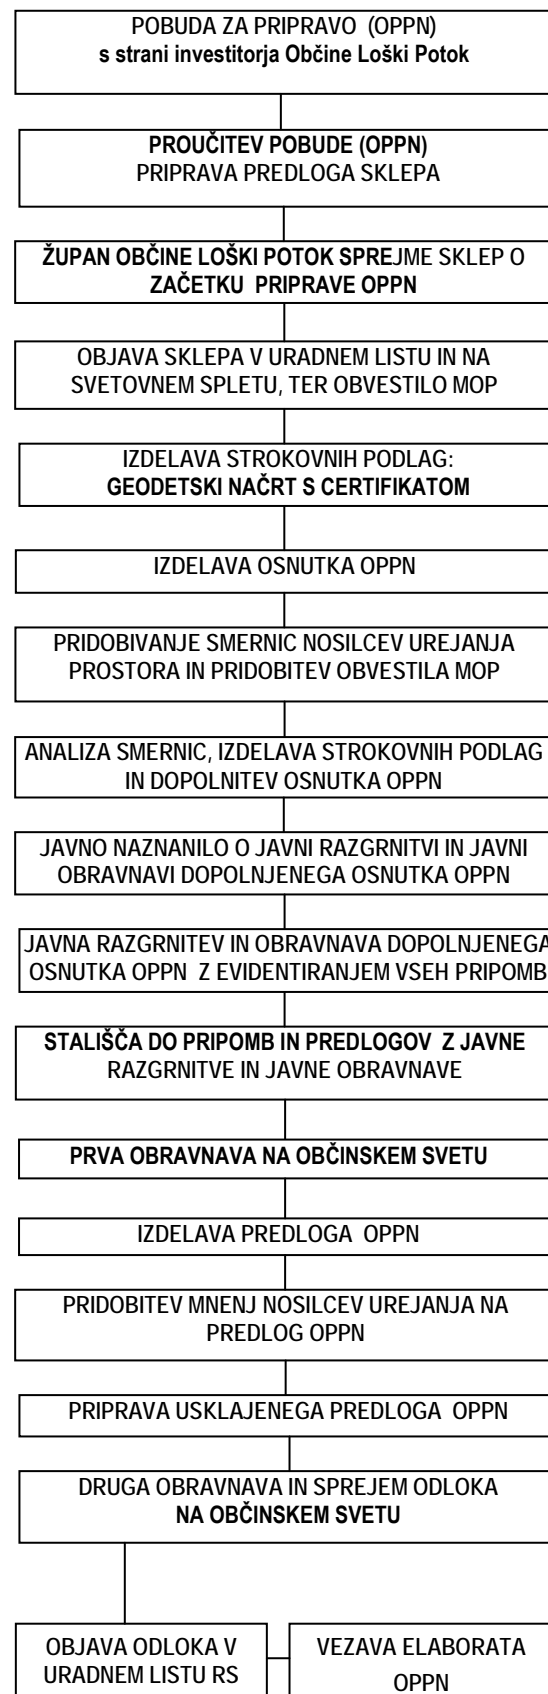 POBUDA ZA PRIPRAVO (OPPN)
s strani investitorja Občine Loški Potok
PROUČITEV POBUDE (OPPN)
PRIPRAVA PREDLOGA SKLEPA
ŽUPAN OBČINE LOŠKI POTOK SPREJME SKLEP O
ZAČETKU PRIPRAVE OPPN
OBJAVA SKLEPA V URADNEM LISTU IN NA
SVETOVNEM SPLETU, TER OBVESTILO MOP
IZDELAVA STROKOVNIH PODLAG:
GEODETSKI NAČRT S CERTIFIKATOM
IZDELAVA OSNUTKA OPPN
PRIDOBIVANJE SMERNIC NOSILCEV UREJANJA
PROSTORA IN PRIDOBITEV OBVESTILA MOP
ANALIZA SMERNIC, IZDELAVA STROKOVNIH PODLAG
IN DOPOLNITEV OSNUTKA OPPN
JAVNO NAZNANILO O JAVNI RAZGRNITVI IN JAVNI
OBRAVNAVI DOPOLNJENEGA OSNUTKA OPPN
JAVNA RAZGRNITEV IN OBRAVNAVA DOPOLNJENEGA
OSNUTKA OPPN Z EVIDENTIRANJEM VSEH PRIPOMB
STALIŠČA DO PRIPOMB IN PREDLOGOV Z JAVNE
RAZGRNITVE IN JAVNE OBRAVNAVE
PRVA OBRAVNAVA NA OBČINSKEM SVETU
IZDELAVA PREDLOGA OPPN
PRIDOBITEV MNENJ NOSILCEV UREJANJA NA
PREDLOG OPPN
PRIPRAVA USKLAJENEGA PREDLOGA OPPN
DRUGA OBRAVNAVA IN SPREJEM ODLOKA
NA OBČINSKEM SVETU
OBJAVA ODLOKA V
URADNEM LISTU RS
VEZAVA ELABORATA
OPPN